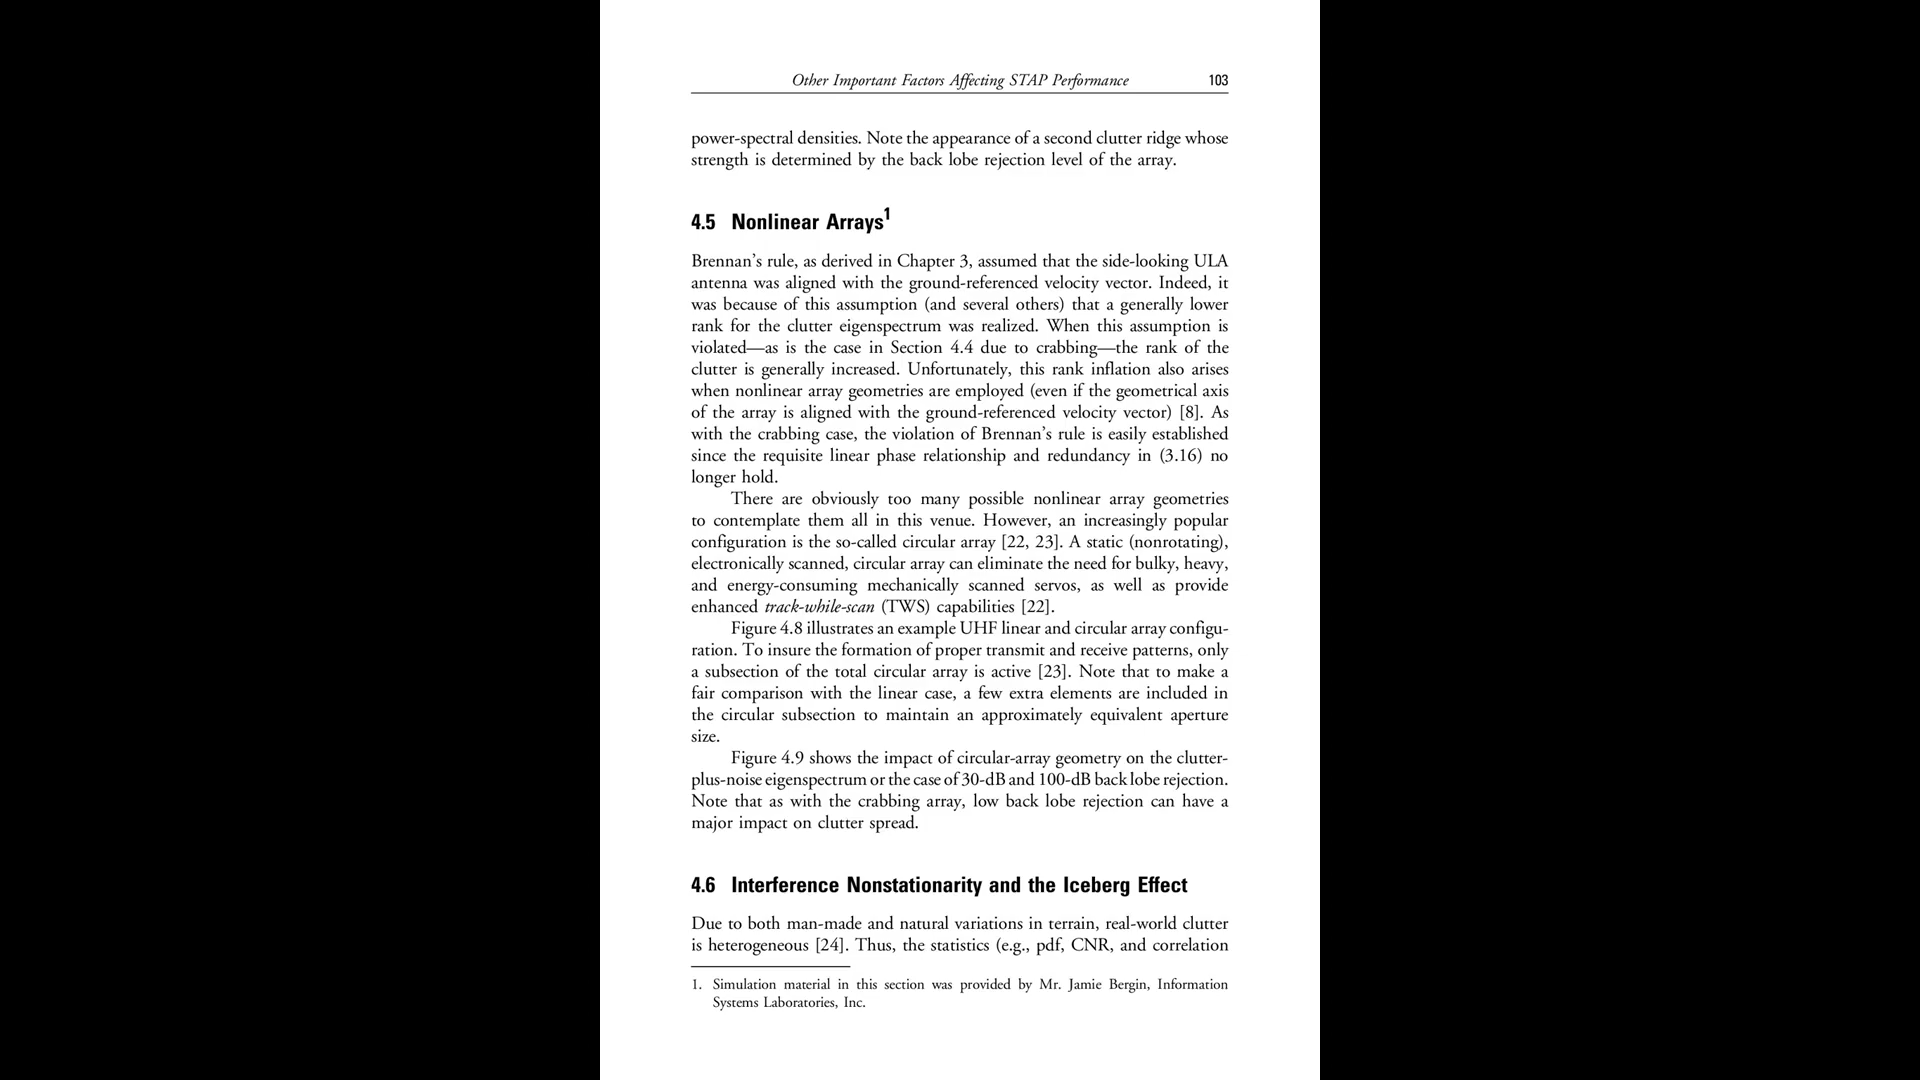 Other Important Factors Affecting STAP Performance 103
power-spectral densities. Note the appearance of a second clutter ridge whose
strength is determined by the back lobe rejection level of the array.
4.5 Nonlinear Arrays1
Brennan’s rule, as derived in Chapter 3, assumed that the side-looking ULA
antenna was aligned with the ground-referenced velocity vector. Indeed, it
was because of this assumption (and several others) that a generally lower
rank for the clutter eigenspectrum was realized. When this assumption is
violated—as is the case in Section 4.4 due to crabbing—the rank of the
clutter is generally increased. Unfortunately, this rank inflation also arises
when nonlinear array geometries are employed (even if the geometrical axis
of the array is aligned with the ground-referenced velocity vector) [8]. As
with the crabbing case, the violation of Brennan’s rule is easily established
since the requisite linear phase relationship and redundancy in (3.16) no
longer hold.
There are obviously too many possible nonlinear array geometries
to contemplate them all in this venue. However, an increasingly popular
configuration is the so-called circular array [22, 23]. A static (nonrotating),
electronically scanned, circular array can eliminate the need for bulky, heavy,
and energy-consuming mechanically scanned servos, as well as provide
enhanced track-while-scan (TWS) capabilities [22].
Figure 4.8 illustrates an example UHF linear and circular array configu-
ration. To insure the formation of proper transmit and receive patterns, only
a subsection of the total circular array is active [23]. Note that to make a
fair comparison with the linear case, a few extra elements are included in
the circular subsection to maintain an approximately equivalent aperture
size.
Figure 4.9 shows the impact of circular-array geometry on the clutter-
plus-noise eigenspectrum or the case of 30-dB and 100-dB back lobe rejection.
Note that as with the crabbing array, low back lobe rejection can have a
major impact on clutter spread.
4.6 Interference Nonstationarity and the Iceberg Effect
Due to both man-made and natural variations in terrain, real-world clutter
is heterogeneous [24]. Thus, the statistics (e.g., pdf, CNR, and correlation
1. Simulation material in this section was provided by Mr. Jamie Bergin, Information
Systems Laboratories, Inc.